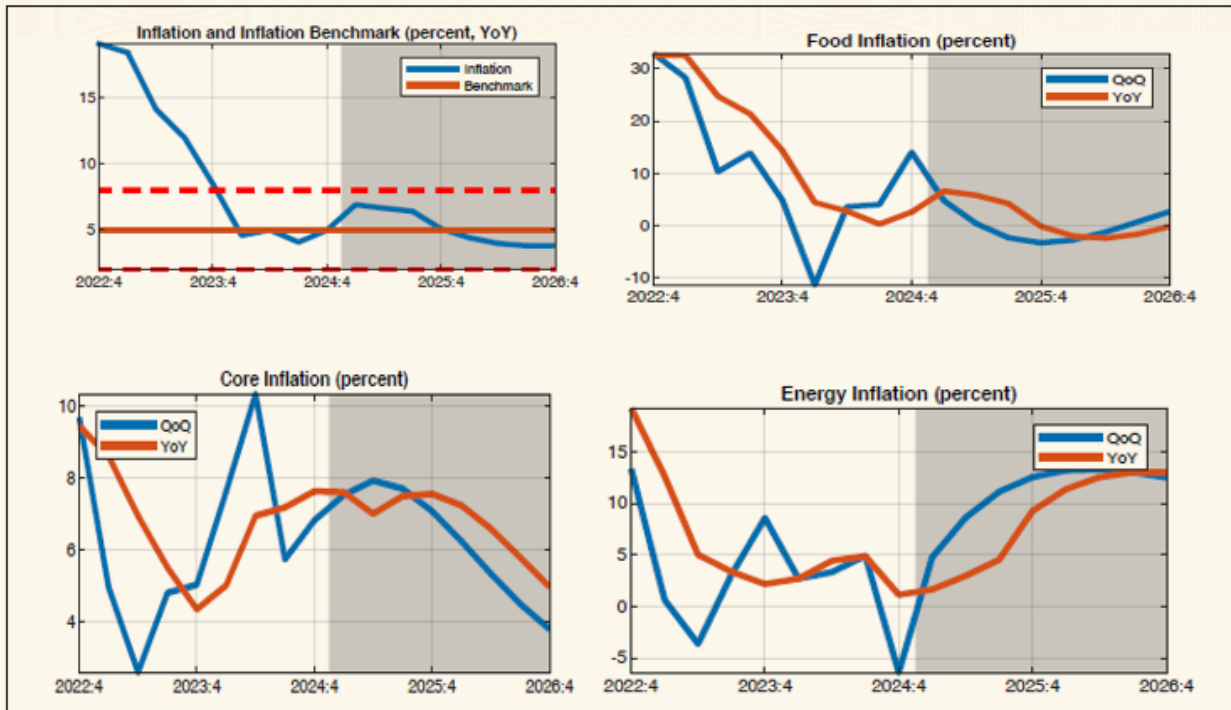 Inflation and Inflation Benchmark (percent, YoY)
Inflation
Benchmark
15
10
5
2022:4 2023:4 2024:4 2025:4 2026:4
Food Inflation (percent)
QoQ
YoY
30
20
10
0
-10
2022:4 2023:4 2024:4 2025:4 2026:4
Core Inflation (percent)
QoQ
YoY
10
8
6
4
2022:4 2023:4 2024:4 2025:4 2026:4
Energy Inflation (percent)
QoQ
YoY
15
10
5
0
-5
2022:4 2023:4 2024:4 2025:4 2026:4